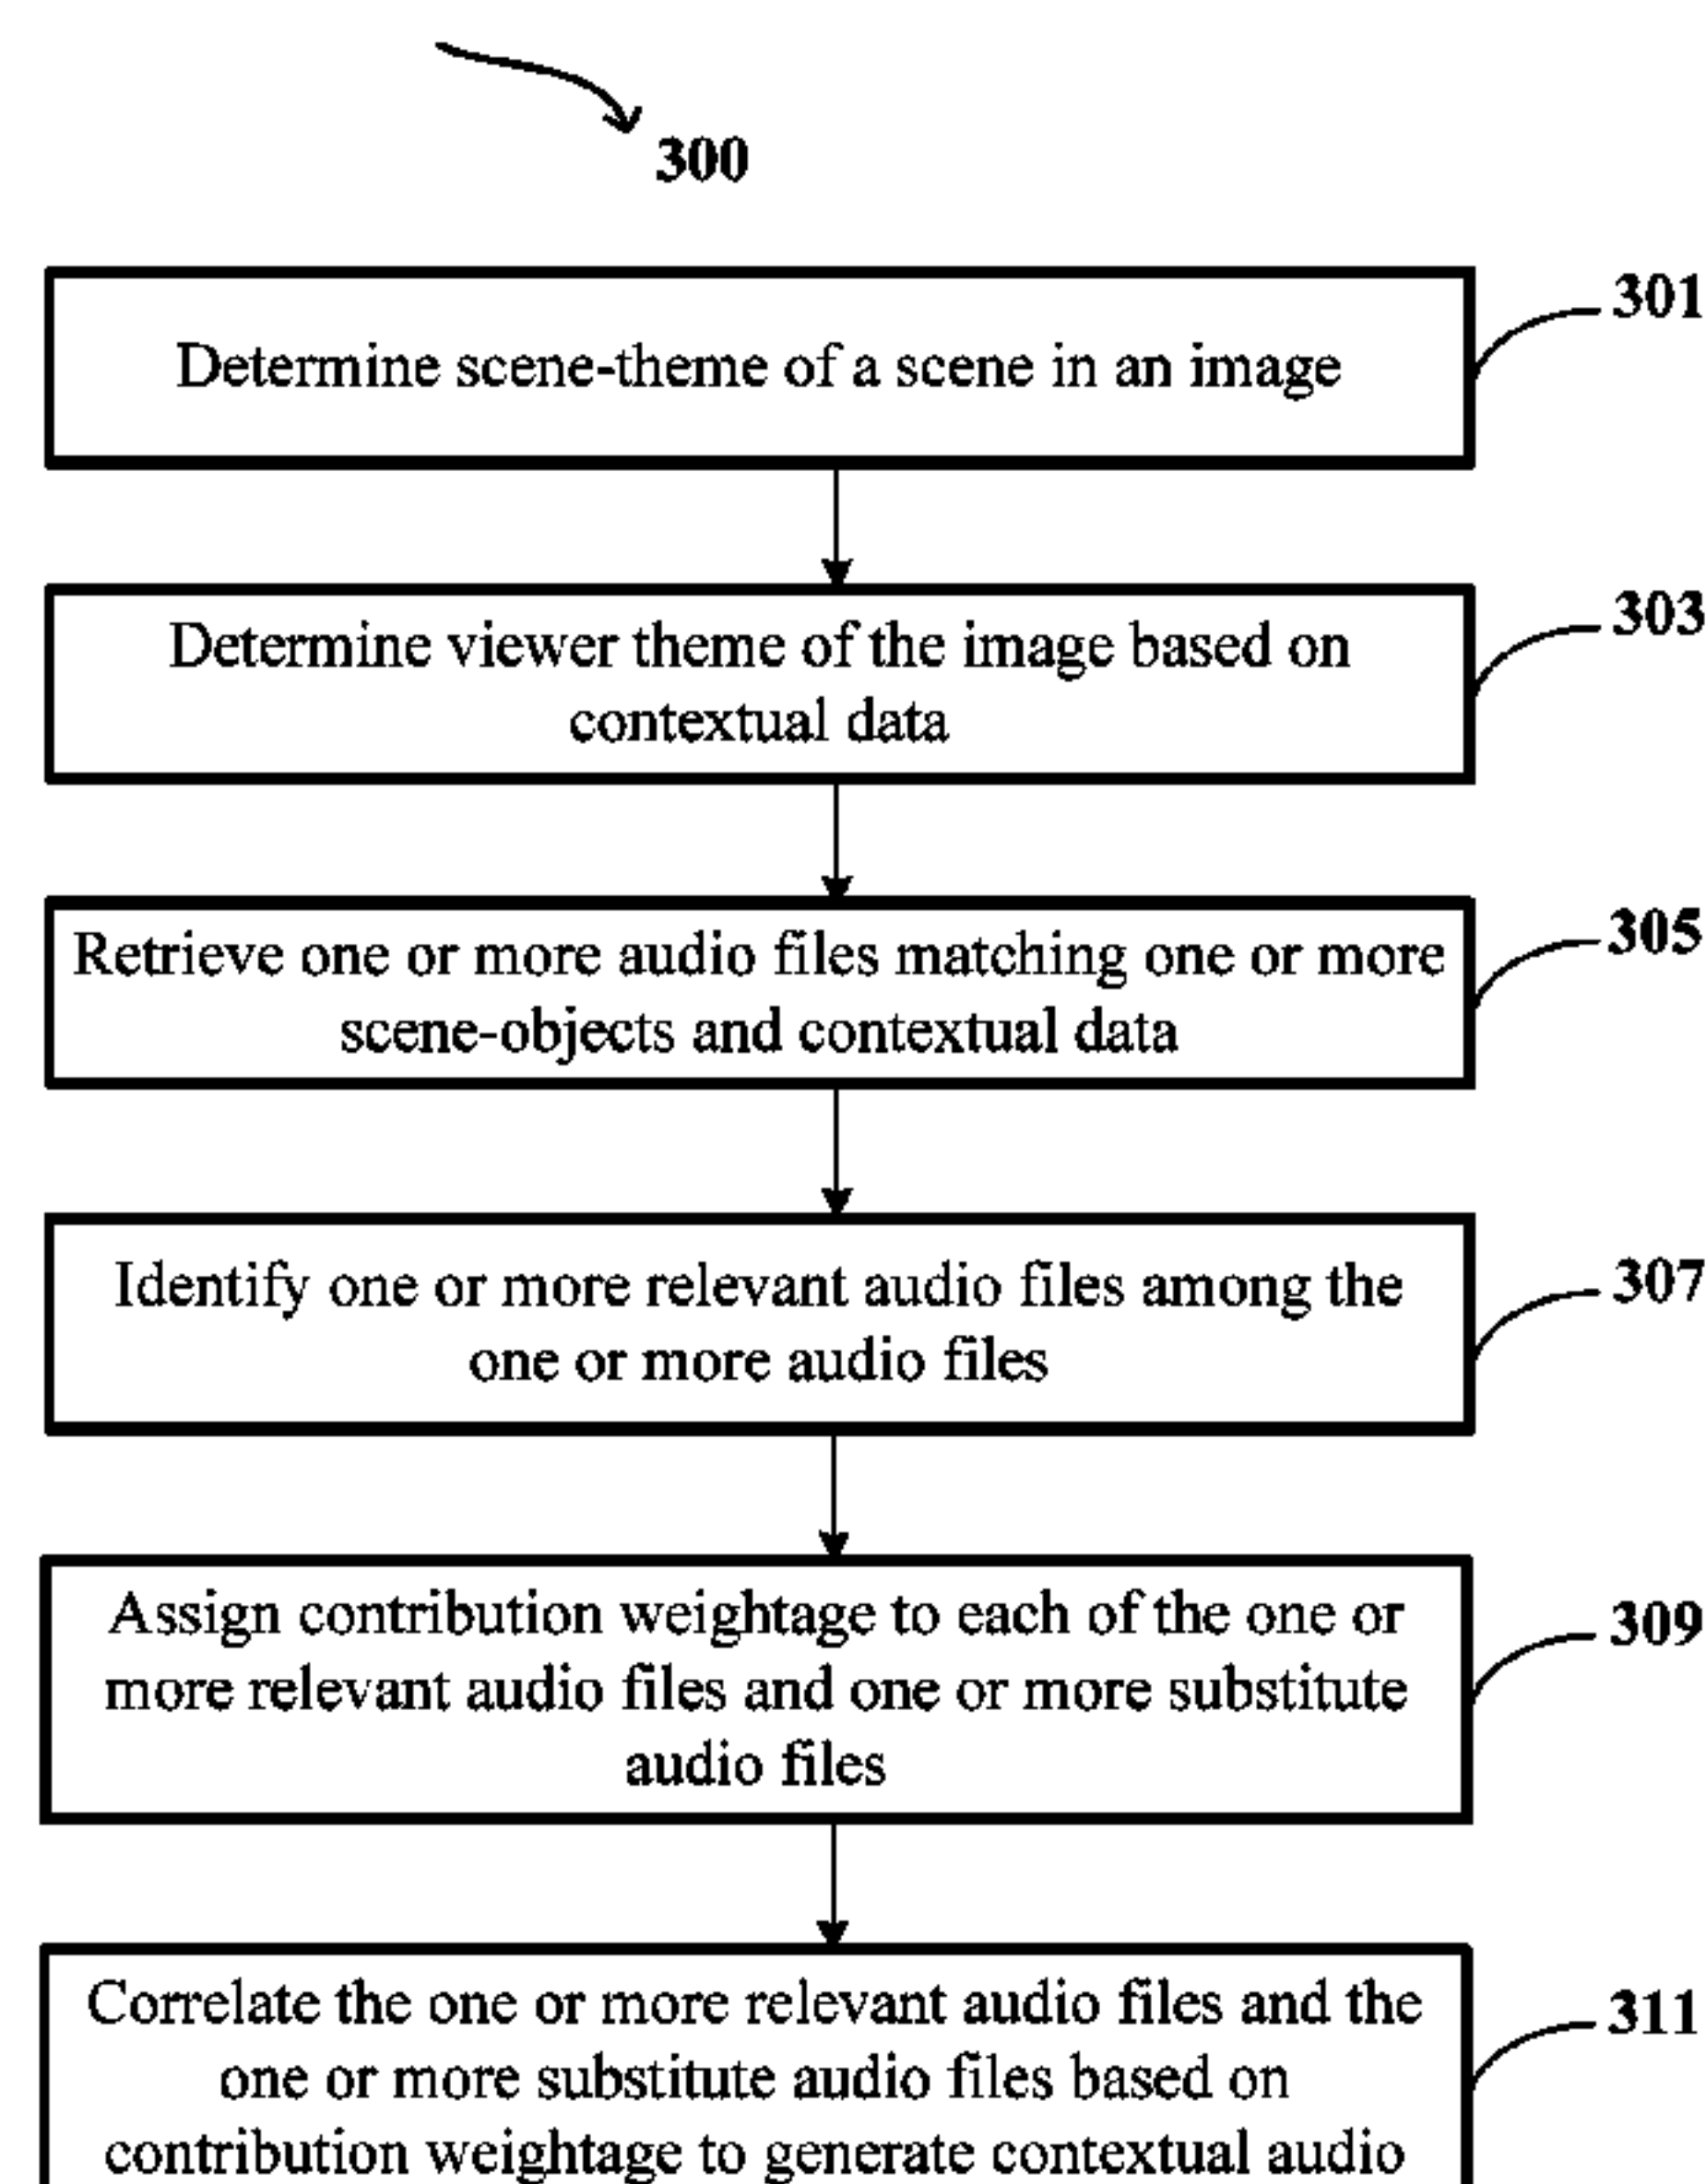 300
301
Determine scene-theme of a scene in an image
303
Determine viewer theme of the image based on
contextual data
305
Retrieve one or more audio files matching one or more
scene-objects and contextual data
307
Identify one or more relevant audio files among the
one or more audio files
309
Assign contribution weightage to each of the one or
more relevant audio files and one or more substitute
audio files
311
Correlate the one or more relevant audio files and the
one or more substitute audio files based on
contribution weightage to generate contextual audio